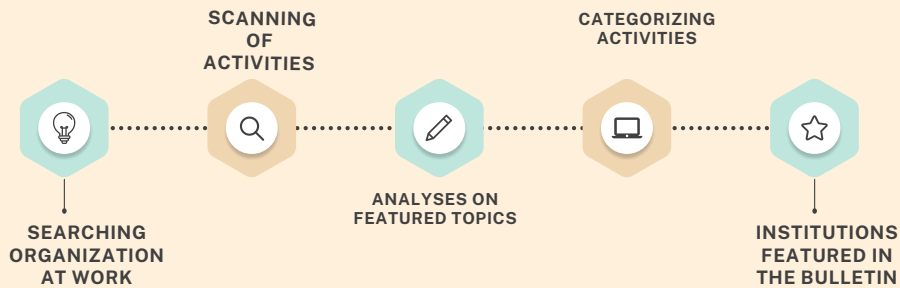 SCANNING
OF
ACTIVITIES
CATEGORIZING
ACTIVITIES
ANALYSES ON
FEATURED TOPICS
SEARCHING
ORGANIZATION
AT WORK
INSTITUTIONS
FEATURED IN
THE BULLETIN